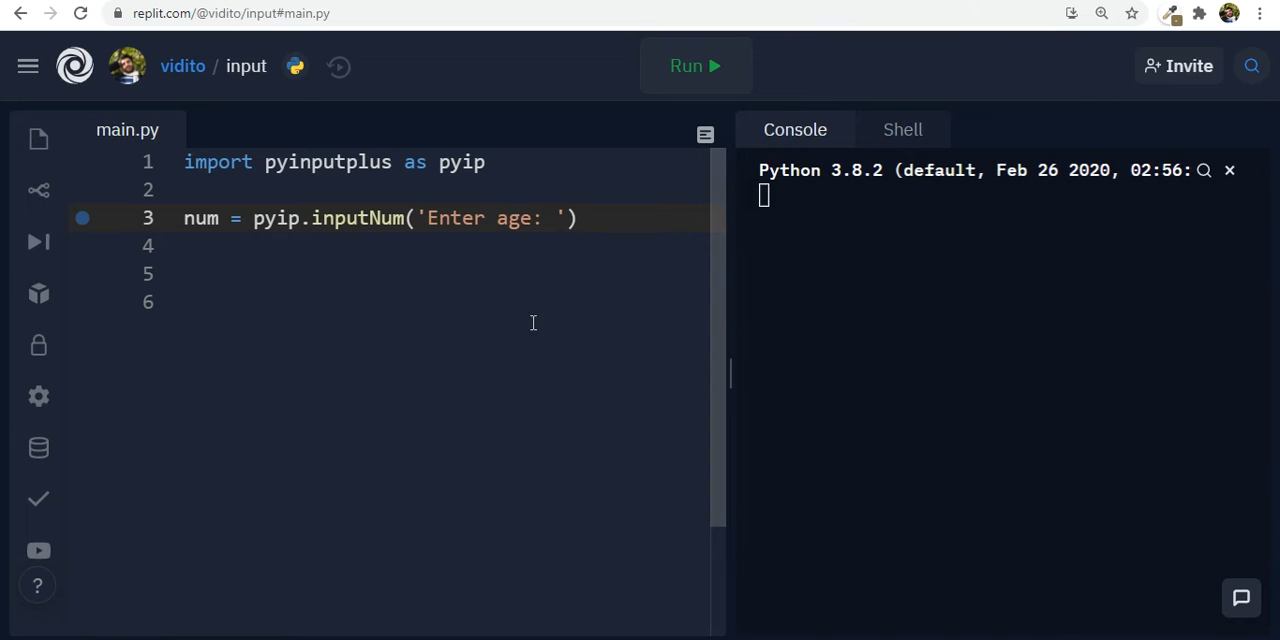 replit.com/@vidito/input#main.py
vidito / input
Run
Invite
main.py
Console
Shell
1 import pyinputplus as pyip
2
3 num = pyip.inputNum('Enter age: ')
4
5
6
Python 3.8.2 (default, Feb 26 2020, 02:56:
?